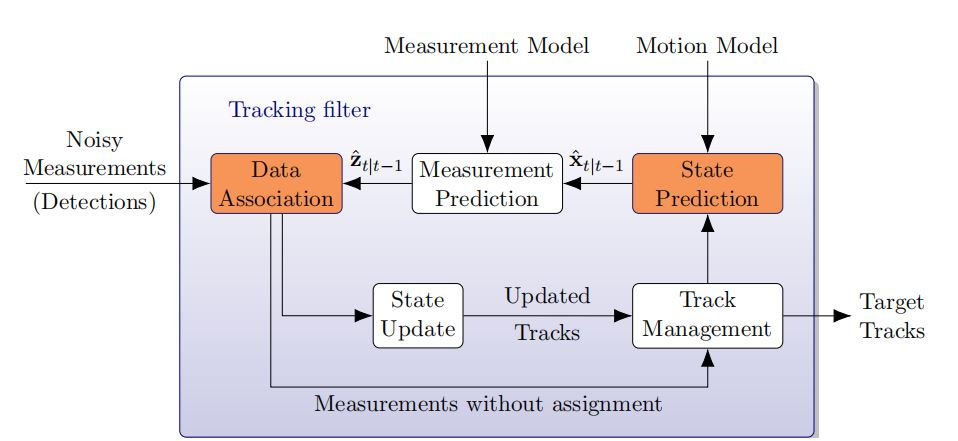 Measurement Model
Motion Model
Tracking filter
Noisy
Measurements
(Detections)
Data
Association
ẑt|t−1
Measurement
Prediction
x̂t|t−1
State
Prediction
State
Update
Updated
Tracks
Track
Management
Target
Tracks
Measurements without assignment